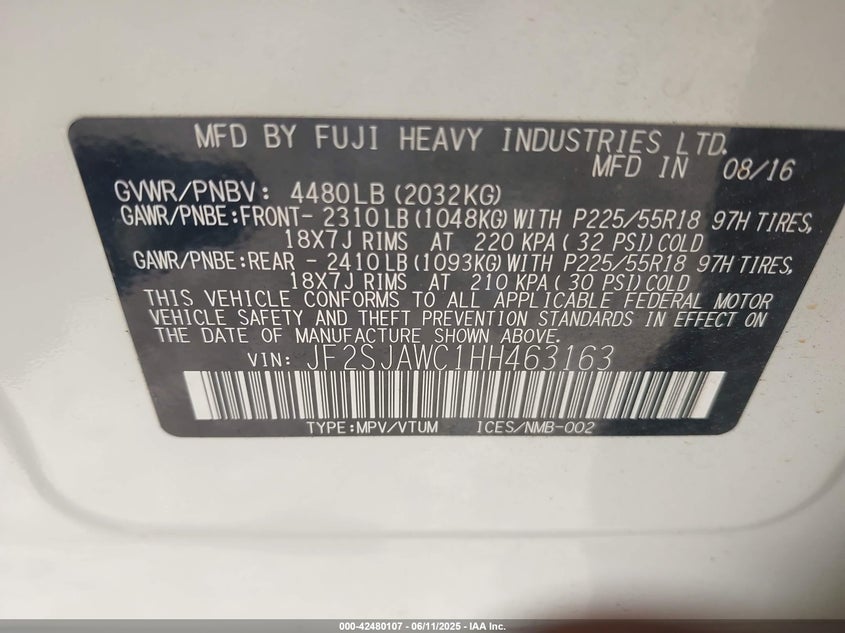 MFD BY FUJI HEAVY INDUSTRIES LTD.
MFD IN 08/16
GVWR/PNBV: 4480LB (2032KG)
GAWR/PNBE:FRONT- 2310LB (1048KG) WITH P225/55R18 97H TIRES,
18X7J RIMS AT 220 KPA ( 32 PSI) COLD
GAWR/PNBE:REAR - 2410LB (1093KG) WITH P225/55R18 97H TIRES,
18X7J RIMS AT 210 KPA ( 30 PSI) COLD
THIS VEHICLE CONFORMS TO ALL APPLICABLE FEDERAL MOTOR
VEHICLE SAFETY AND THEFT PREVENTION STANDARDS IN EFFECT ON
THE DATE OF MANUFACTURE SHOWN ABOVE.
VIN: JF2SJAWC1HH463163
TYPE:MPV/VTUM ICES/NMB-002
000-42480107 - 06/11/2025 - IAA Inc.